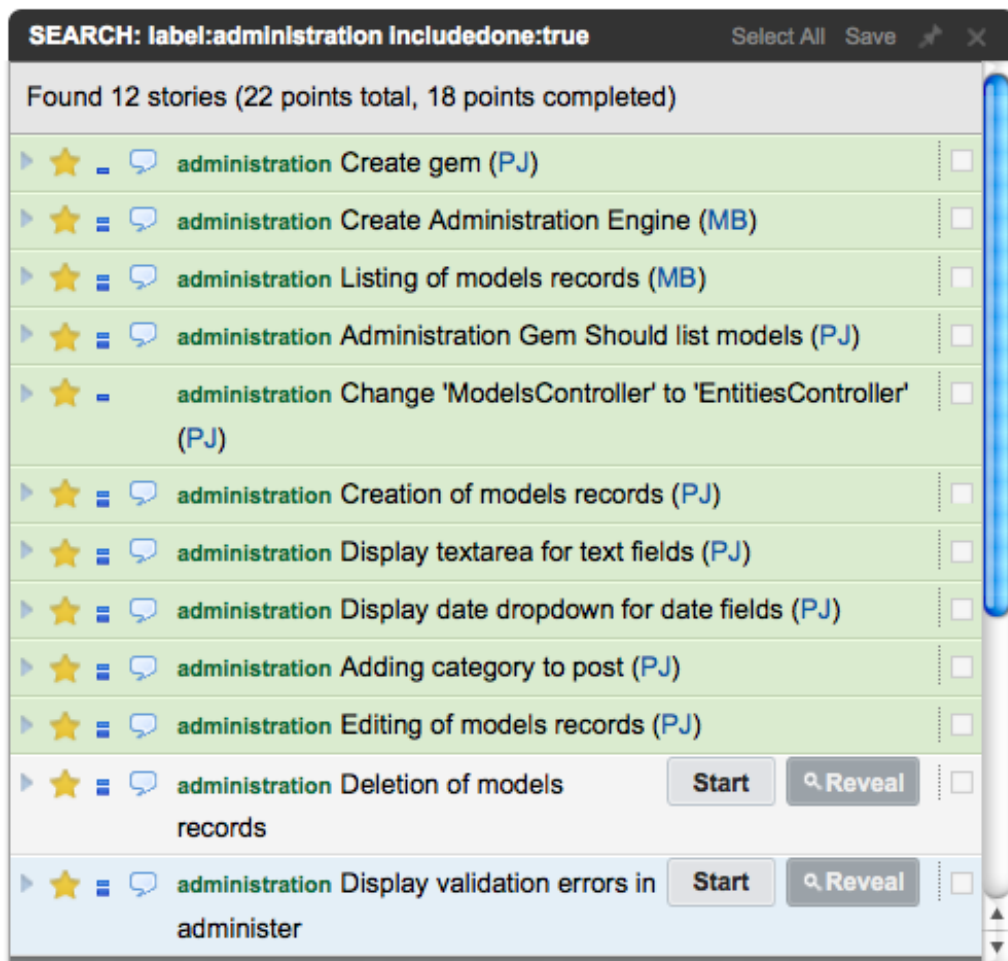 SEARCH: label:administration includedone:true Select All Save
Found 12 stories (22 points total, 18 points completed)
administration Create gem (PJ)
administration Create Administration Engine (MB)
administration Listing of models records (MB)
administration Administration Gem Should list models (PJ)
administration Change 'ModelsController' to 'EntitiesController'
(PJ)
administration Creation of models records (PJ)
administration Display textarea for text fields (PJ)
administration Display date dropdown for date fields (PJ)
administration Adding category to post (PJ)
administration Editing of models records (PJ)
administration Deletion of models Start Reveal
records
administration Display validation errors in Start Reveal
administer